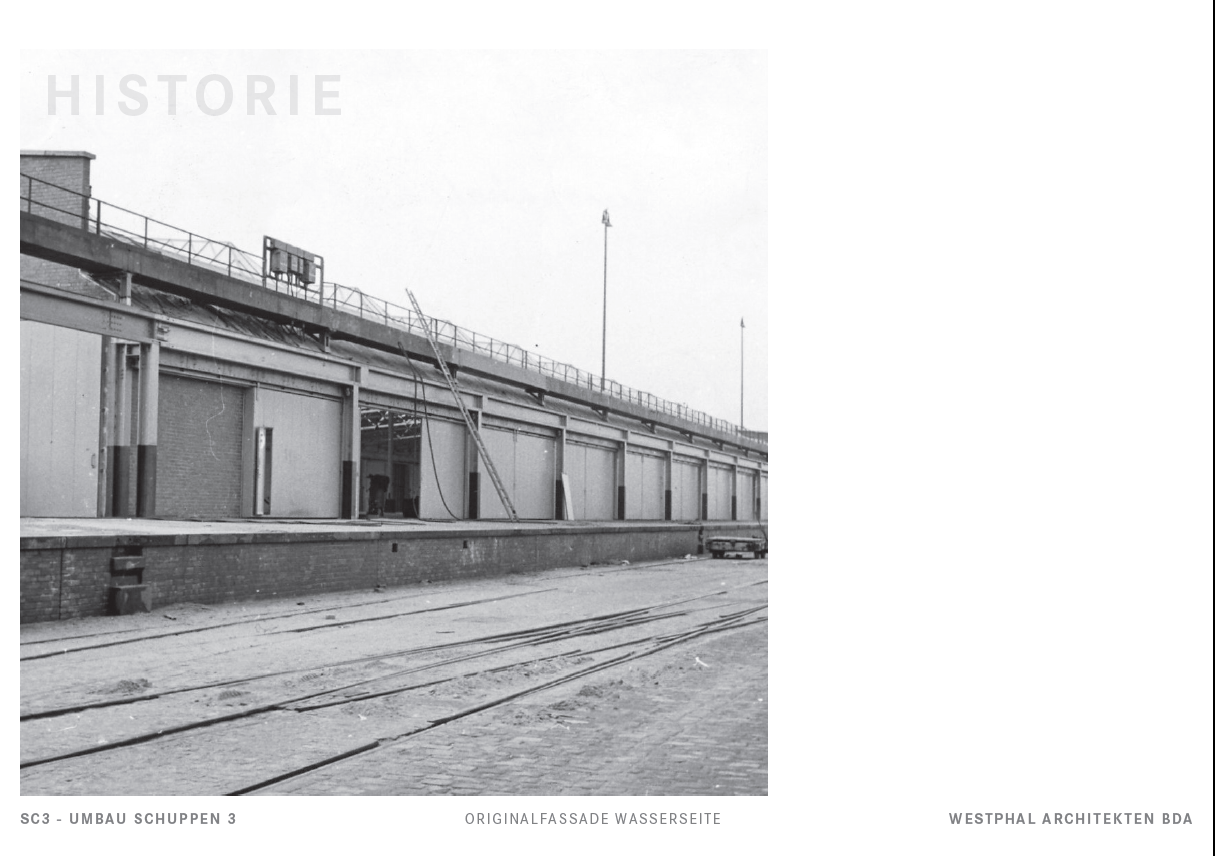 HISTORIE
SC3 - UMBAU SCHUPPEN 3
ORIGINALFASSADE WASSERSEITE
WESTPHAL ARCHITEKTEN BDA